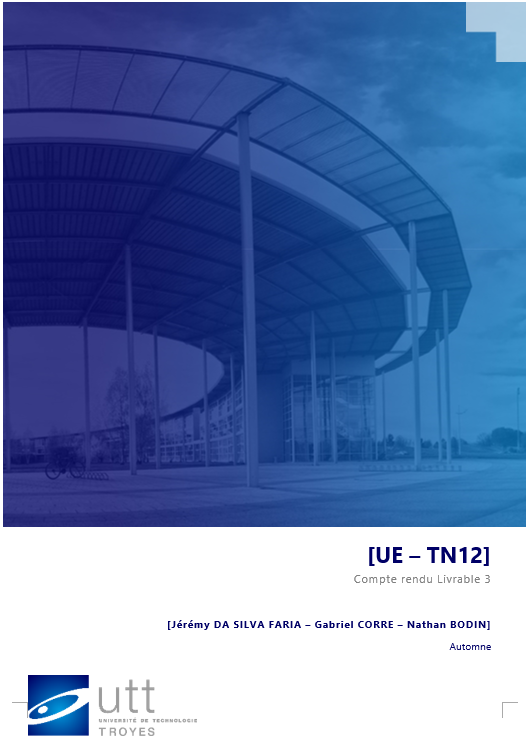 [UE – TN12]
Compte rendu Livrable 3
[Jérémy DA SILVA FARIA – Gabriel CORRE – Nathan BODIN]
Automne
utt
UNIVERSITÉ DE TECHNOLOGIE
TROYES